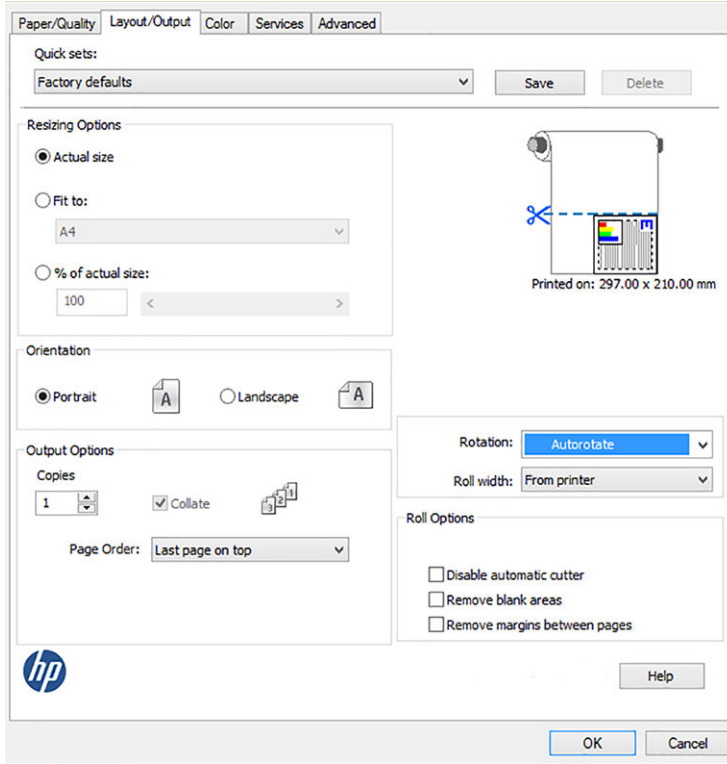 Paper/Quality Layout/Output Color Services Advanced
Quick sets:
Factory defaults Save Delete
Resizing Options
Actual size
Fit to:
A4
% of actual size:
100
Printed on: 297.00 x 210.00 mm
Orientation
Portrait A Landscape A
Rotation: Autorotate
Roll width: From printer
Output Options
Copies
1 Collate 3 2 1
Page Order: Last page on top
Roll Options
Disable automatic cutter
Remove blank areas
Remove margins between pages
hp
Help
OK Cancel